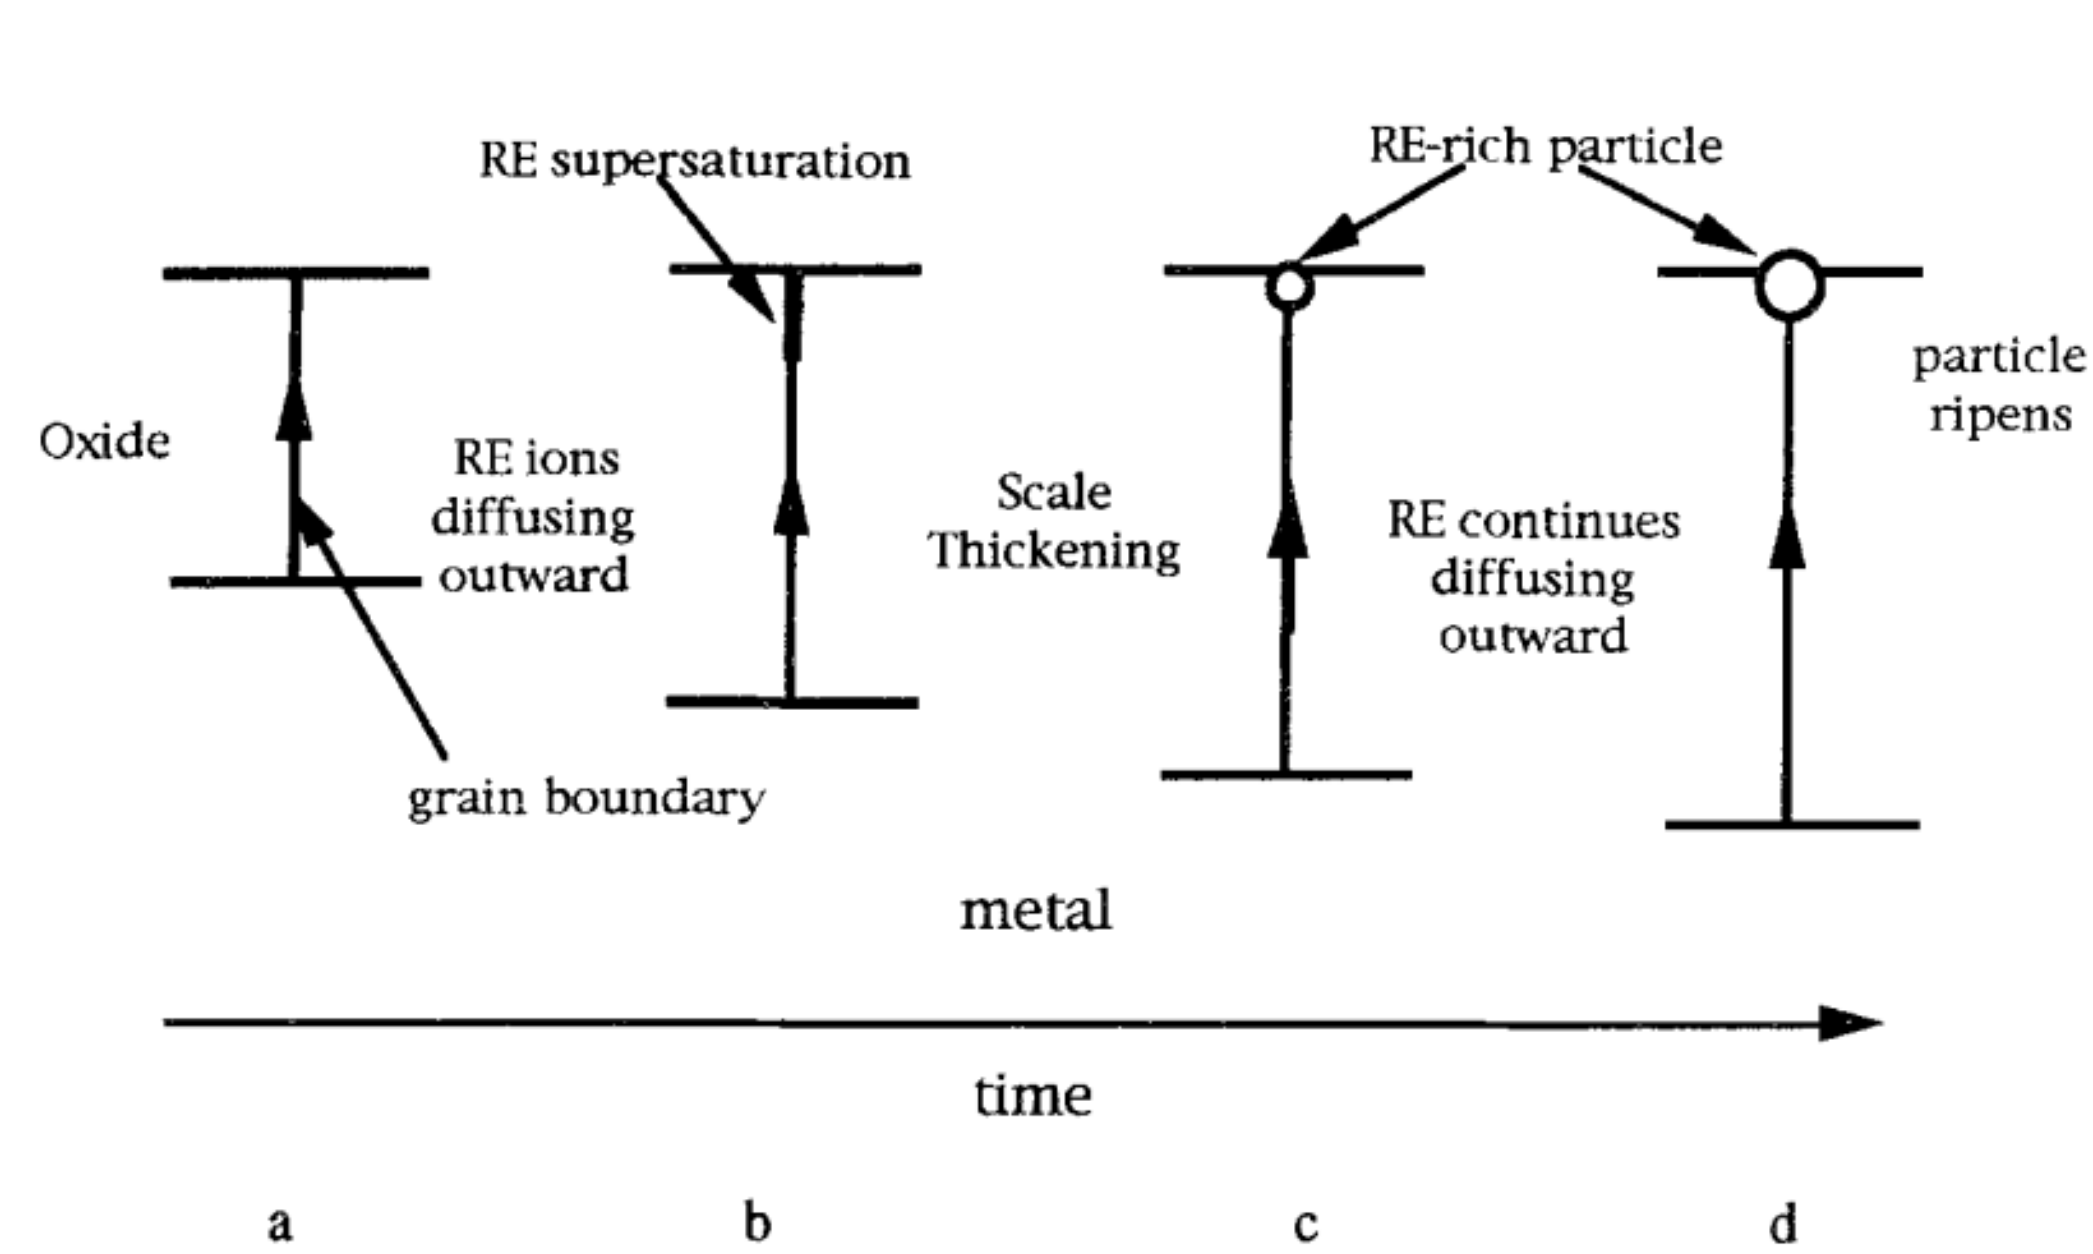 RE supersaturation
RE-rich particle
Oxide
RE ions
diffusing
outward
grain boundary
Scale
Thickening
RE continues
diffusing
outward
particle
ripens
metal
time
a
b
c
d